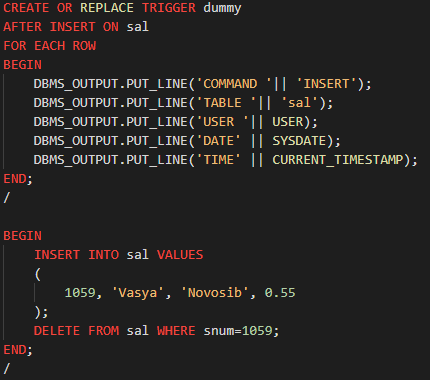 CREATE OR REPLACE TRIGGER dummy
AFTER INSERT ON sal
FOR EACH ROW
BEGIN
    DBMS_OUTPUT.PUT_LINE('COMMAND '|| 'INSERT');
    DBMS_OUTPUT.PUT_LINE('TABLE '|| 'sal');
    DBMS_OUTPUT.PUT_LINE('USER '|| USER);
    DBMS_OUTPUT.PUT_LINE('DATE' || SYSDATE);
    DBMS_OUTPUT.PUT_LINE('TIME' || CURRENT_TIMESTAMP);
END;
/

BEGIN
    INSERT INTO sal VALUES
    (
        1059, 'Vasya', 'Novosib', 0.55
    );
    DELETE FROM sal WHERE snum=1059;
END;
/